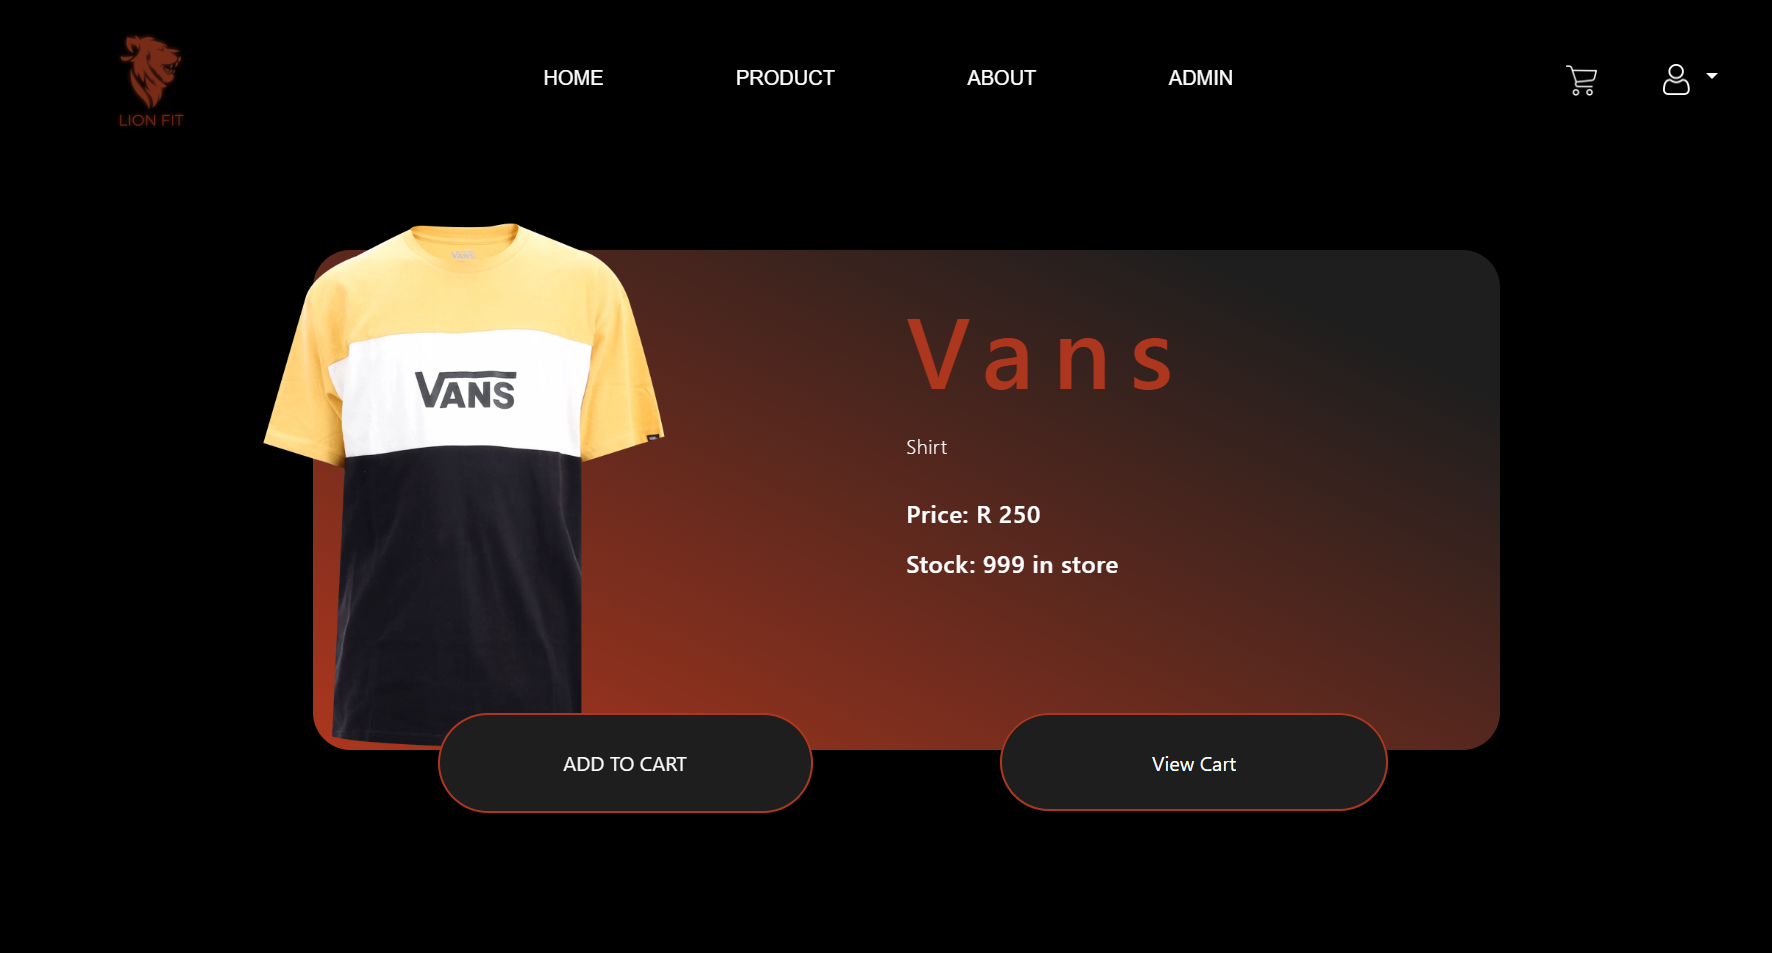 LION FIT
HOME
PRODUCT
ABOUT
ADMIN
VANS
VANS
Vans
Shirt
Price: R 250
Stock: 999 in store
ADD TO CART
View Cart